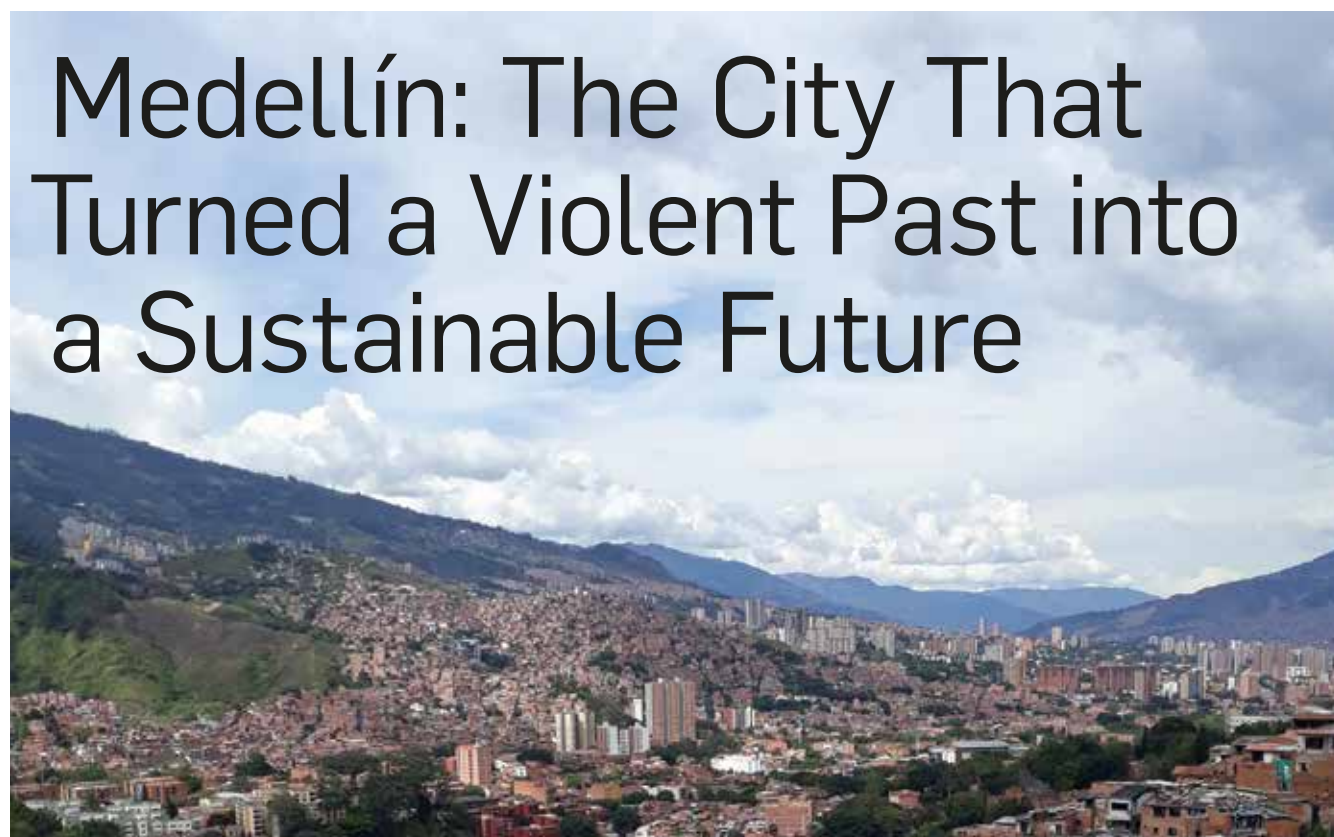 Medellín: The City That
Turned a Violent Past into
a Sustainable Future